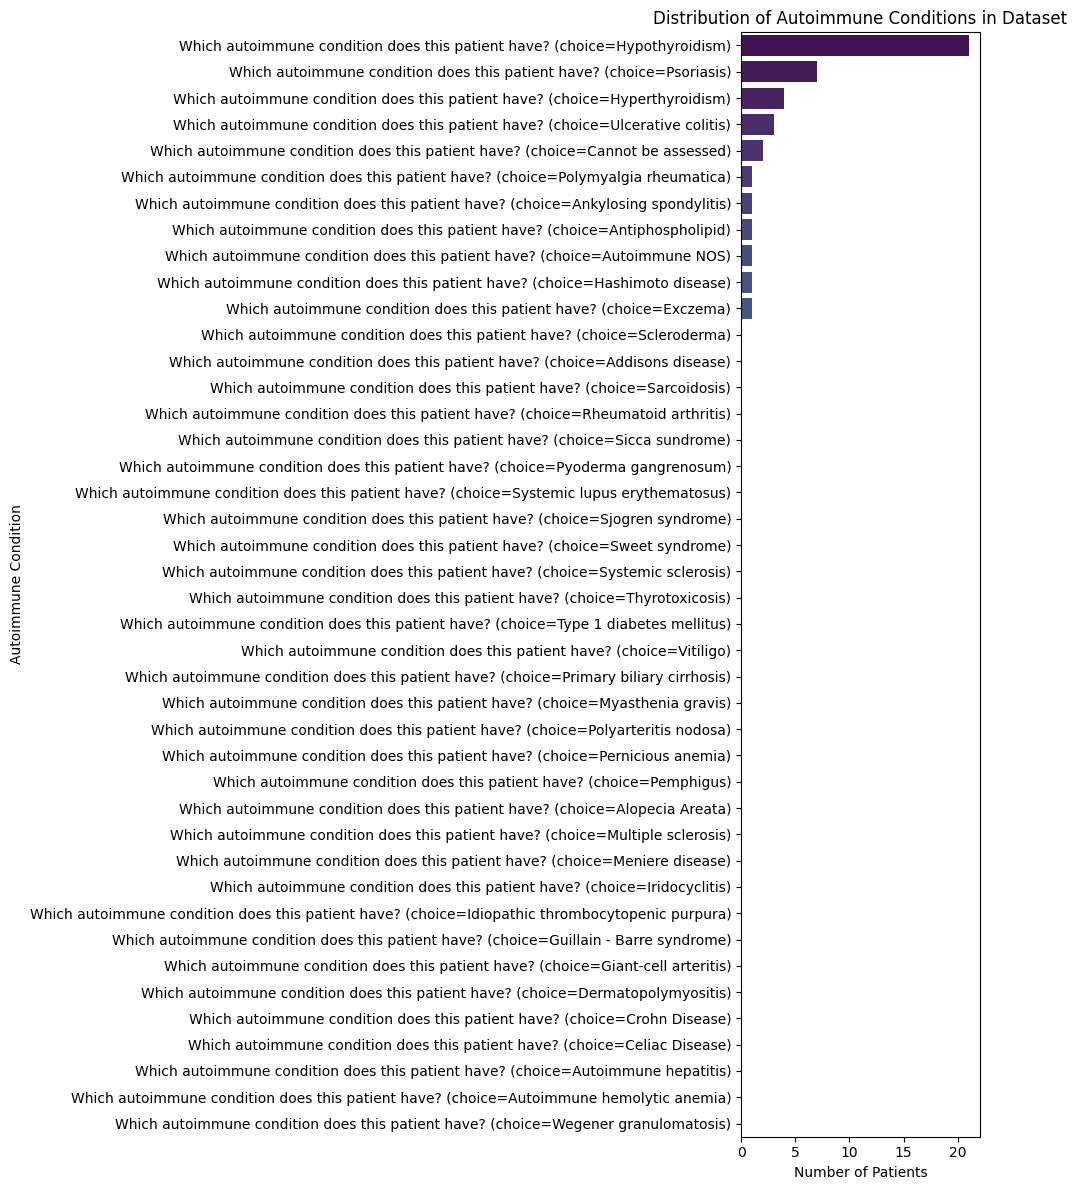 Distribution of Autoimmune Conditions in Dataset
Which autoimmune condition does this patient have? (choice=Hypothyroidism)
Which autoimmune condition does this patient have? (choice=Psoriasis)
Which autoimmune condition does this patient have? (choice=Hyperthyroidism)
Which autoimmune condition does this patient have? (choice=Ulcerative colitis)
Which autoimmune condition does this patient have? (choice=Cannot be assessed)
Which autoimmune condition does this patient have? (choice=Polymyalgia rheumatica)
Which autoimmune condition does this patient have? (choice=Ankylosing spondylitis)
Which autoimmune condition does this patient have? (choice=Antiphospholipid)
Which autoimmune condition does this patient have? (choice=Autoimmune NOS)
Which autoimmune condition does this patient have? (choice=Hashimoto disease)
Which autoimmune condition does this patient have? (choice=Exczema)
Which autoimmune condition does this patient have? (choice=Scleroderma)
Which autoimmune condition does this patient have? (choice=Addisons disease)
Which autoimmune condition does this patient have? (choice=Sarcoidosis)
Which autoimmune condition does this patient have? (choice=Rheumatoid arthritis)
Which autoimmune condition does this patient have? (choice=Sicca sundrome)
Which autoimmune condition does this patient have? (choice=Pyoderma gangrenosum)
Which autoimmune condition does this patient have? (choice=Systemic lupus erythematosus)
Which autoimmune condition does this patient have? (choice=Sjogren syndrome)
Which autoimmune condition does this patient have? (choice=Sweet syndrome)
Which autoimmune condition does this patient have? (choice=Systemic sclerosis)
Which autoimmune condition does this patient have? (choice=Thyrotoxicosis)
Which autoimmune condition does this patient have? (choice=Type 1 diabetes mellitus)
Which autoimmune condition does this patient have? (choice=Vitiligo)
Which autoimmune condition does this patient have? (choice=Primary biliary cirrhosis)
Which autoimmune condition does this patient have? (choice=Myasthenia gravis)
Which autoimmune condition does this patient have? (choice=Polyarteritis nodosa)
Which autoimmune condition does this patient have? (choice=Pernicious anemia)
Which autoimmune condition does this patient have? (choice=Pemphigus)
Which autoimmune condition does this patient have? (choice=Alopecia Areata)
Which autoimmune condition does this patient have? (choice=Multiple sclerosis)
Which autoimmune condition does this patient have? (choice=Meniere disease)
Which autoimmune condition does this patient have? (choice=Iridocyclitis)
Which autoimmune condition does this patient have? (choice=Idiopathic thrombocytopenic purpura)
Which autoimmune condition does this patient have? (choice=Guillain - Barre syndrome)
Which autoimmune condition does this patient have? (choice=Giant-cell arteritis)
Which autoimmune condition does this patient have? (choice=Dermatopolymyositis)
Which autoimmune condition does this patient have? (choice=Crohn Disease)
Which autoimmune condition does this patient have? (choice=Celiac Disease)
Which autoimmune condition does this patient have? (choice=Autoimmune hepatitis)
Which autoimmune condition does this patient have? (choice=Autoimmune hemolytic anemia)
Which autoimmune condition does this patient have? (choice=Wegener granulomatosis)
Autoimmune Condition
0 5 10 15 20
Number of Patients